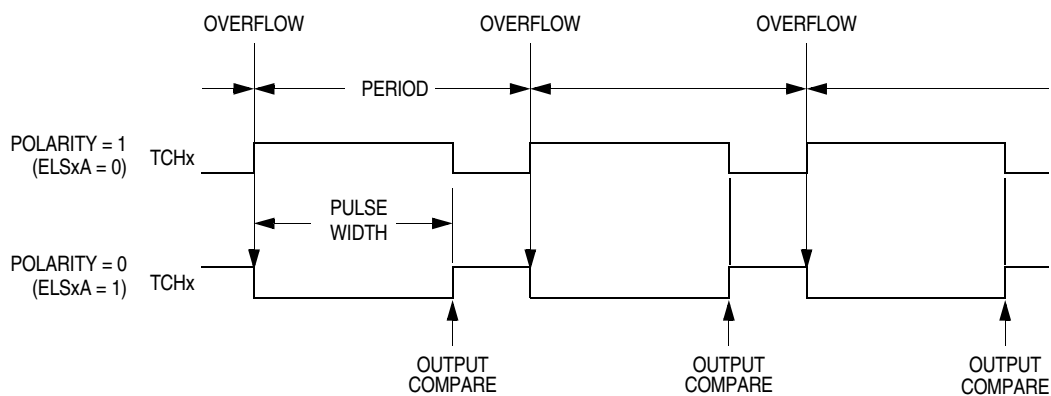 OVERFLOW OVERFLOW OVERFLOW
PERIOD
POLARITY = 1
(ELSxA = 0)
TCHx
PULSE
WIDTH
POLARITY = 0
(ELSxA = 1)
TCHx
OUTPUT
COMPARE
OUTPUT
COMPARE
OUTPUT
COMPARE